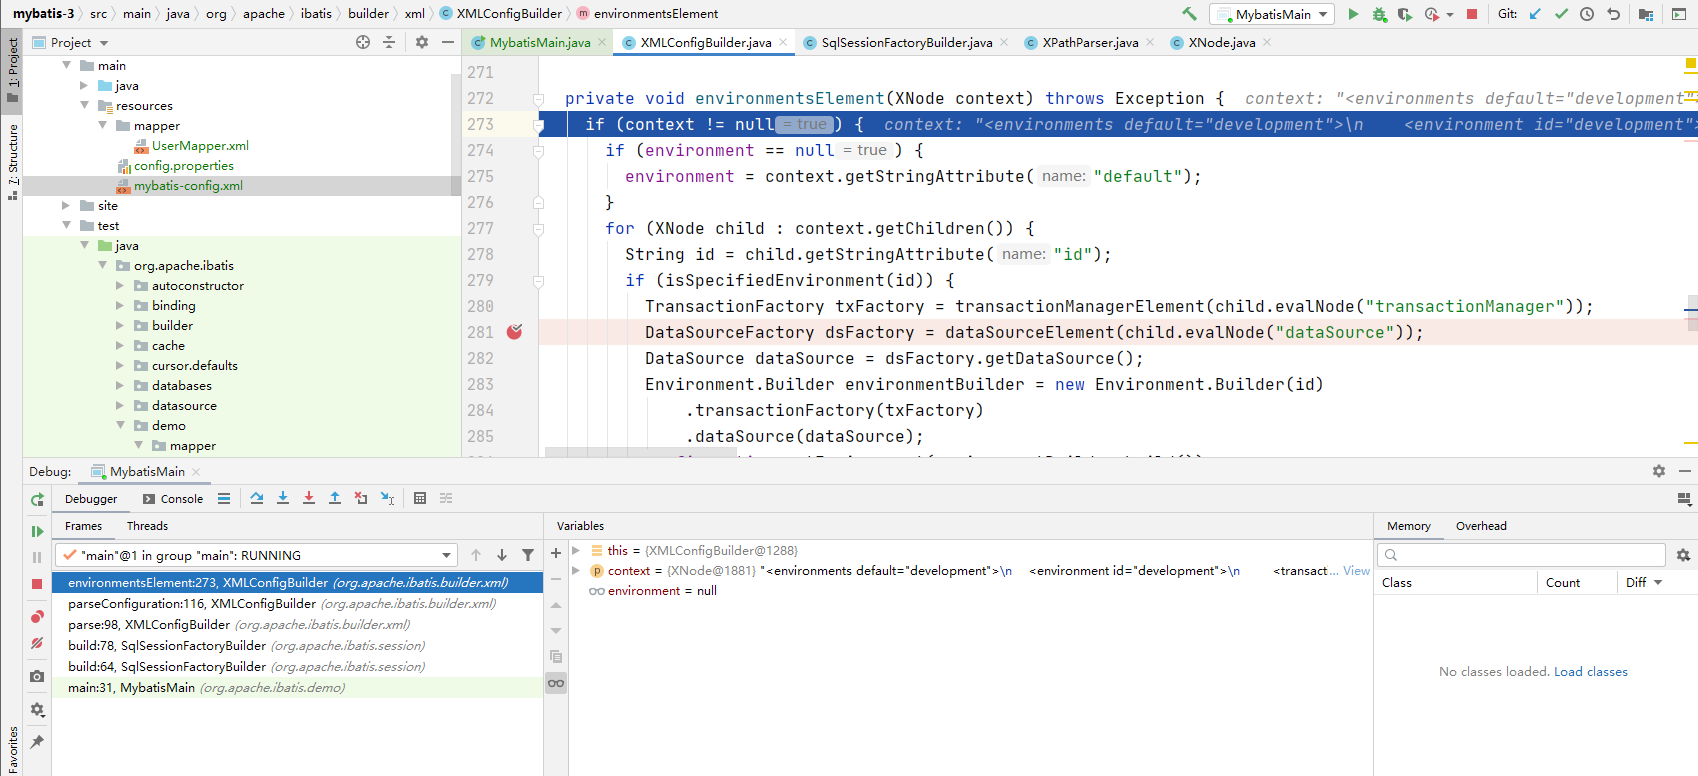 mybatis-3 src main java org apache ibatis builder xml XMLConfigBuilder environmentsElement MybatisMain Git:
Project MybatisMain.java XMLConfigBuilder.java SqlSessionFactoryBuilder.java XPathParser.java XNode.java
1: Project
7: Structure
Favorites
main
java
resources
mapper
UserMapper.xml
config.properties
mybatis-config.xml
site
test
java
org.apache.ibatis
autoconstructor
binding
builder
cache
cursor.defaults
databases
datasource
demo
mapper
271
272 private void environmentsElement(XNode context) throws Exception { context: "<environments default="development"
273 if (context != null = true ) { context: "<environments default="development">\n <environment id="development">
274 if (environment == null = true ) {
275 environment = context.getStringAttribute( name: "default");
276 }
277 for (XNode child : context.getChildren()) {
278 String id = child.getStringAttribute( name: "id");
279 if (isSpecifiedEnvironment(id)) {
280 TransactionFactory txFactory = transactionManagerElement(child.evalNode("transactionManager"));
281 DataSourceFactory dsFactory = dataSourceElement(child.evalNode("dataSource"));
282 DataSource dataSource = dsFactory.getDataSource();
283 Environment.Builder environmentBuilder = new Environment.Builder(id)
284 .transactionFactory(txFactory)
285 .dataSource(dataSource);
Debug: MybatisMain
Debugger Console
Frames Threads
"main"@1 in group "main": RUNNING
environmentsElement:273, XMLConfigBuilder (org.apache.ibatis.builder.xml)
parseConfiguration:116, XMLConfigBuilder (org.apache.ibatis.builder.xml)
parse:98, XMLConfigBuilder (org.apache.ibatis.builder.xml)
build:78, SqlSessionFactoryBuilder (org.apache.ibatis.session)
build:64, SqlSessionFactoryBuilder (org.apache.ibatis.session)
main:31, MybatisMain (org.apache.ibatis.demo)
Variables
this = {XMLConfigBuilder@1288}
context = {XNode@1881} "<environments default="development">\n <environment id="development">\n <transact... View
environment = null
Memory Overhead
Class Count Diff
No classes loaded. Load classes